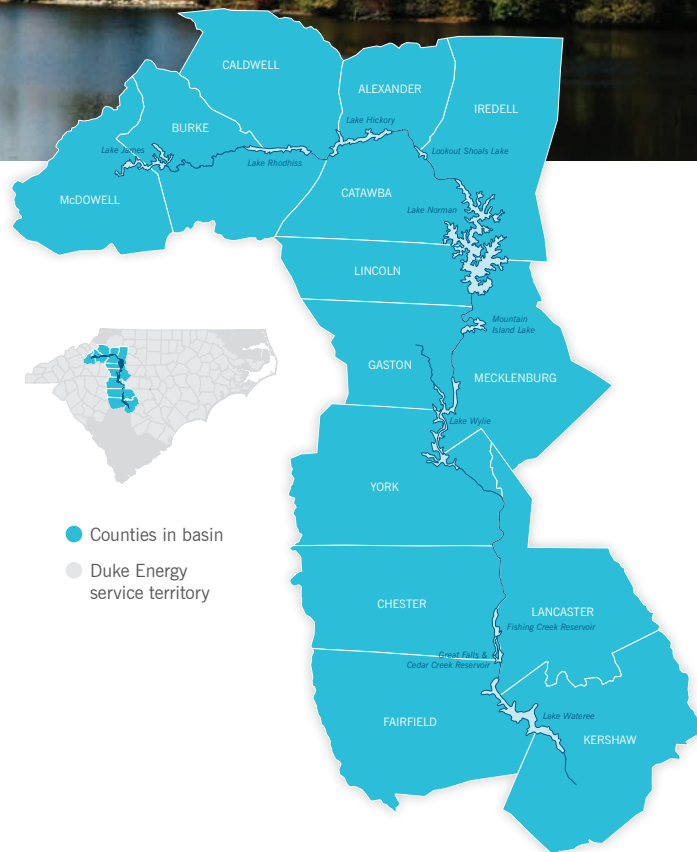 CALDWELL
ALEXANDER
IREDELL
Lake Hickory
BURKE
Lake James
Lookout Shoals Lake
Lake Rhodhiss
McDOWELL
CATAWBA
Lake Norman
LINCOLN
Mountain
Island Lake
GASTON
MECKLENBURG
Lake Wylie
YORK
Counties in basin
Duke Energy
service territory
CHESTER
LANCASTER
Fishing Creek Reservoir
Great Falls &
Cedar Creek Reservoir
FAIRFIELD
Lake Wateree
KERSHAW